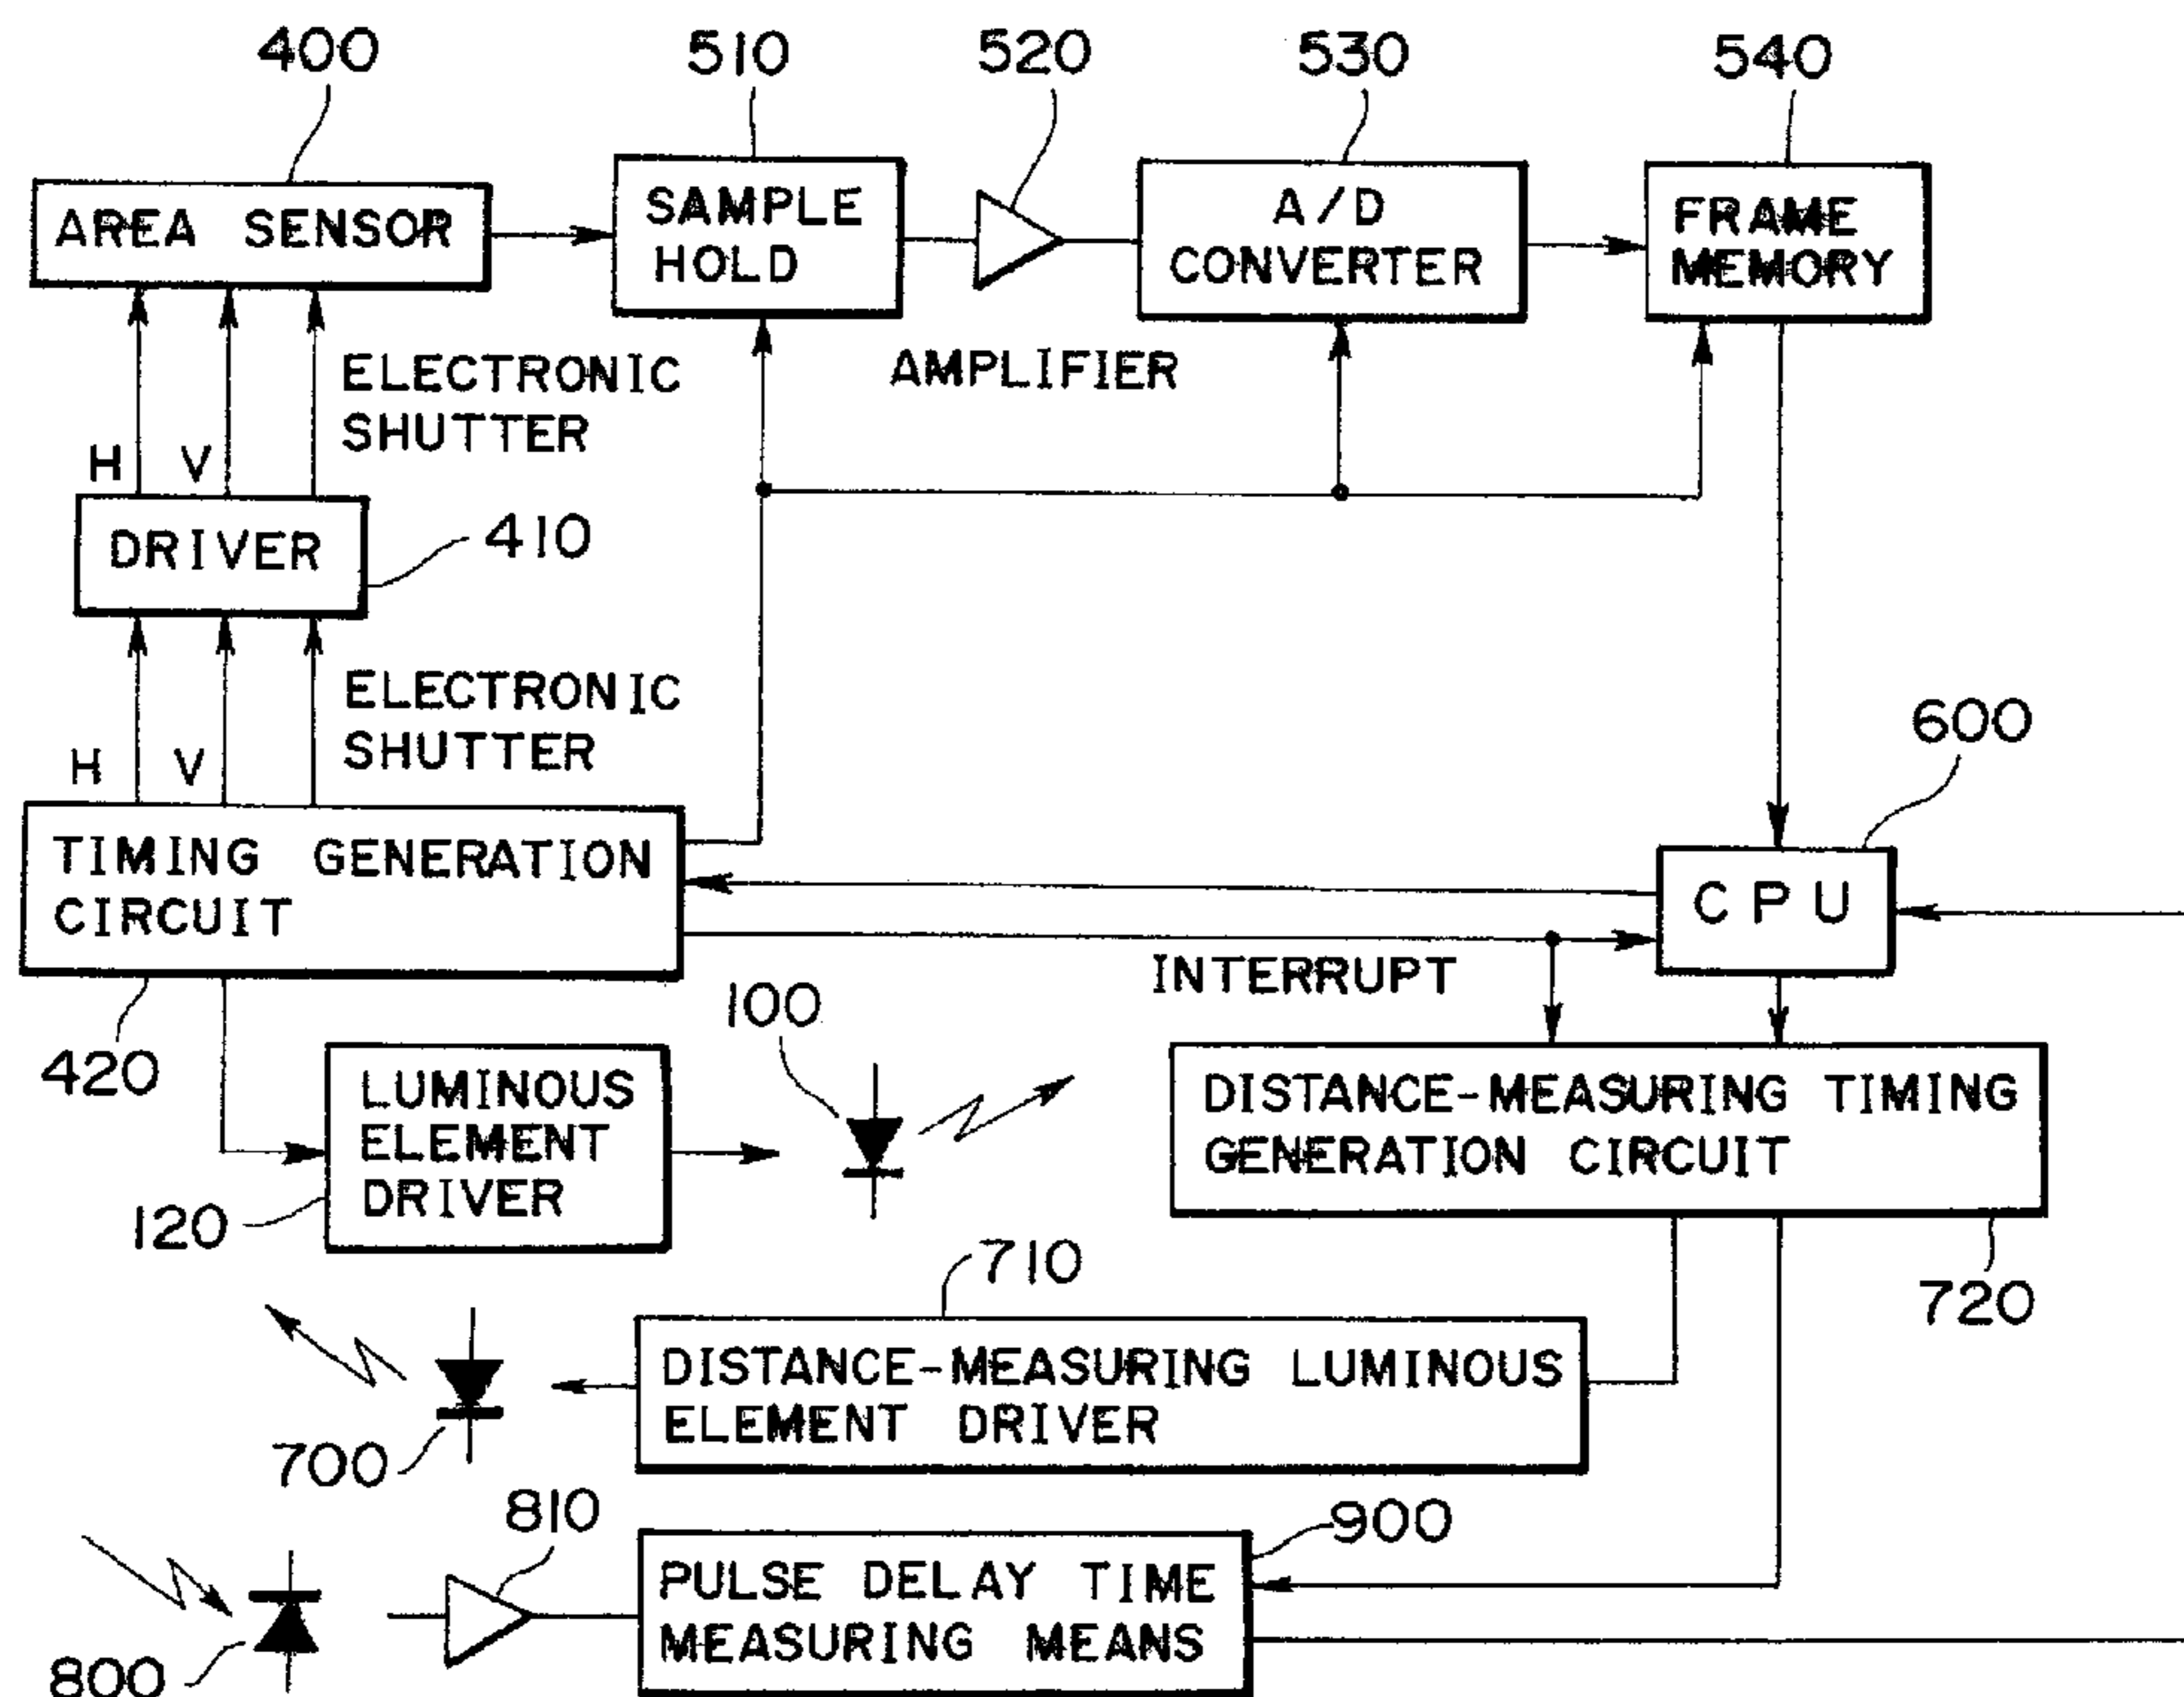 400
510
520
530
540
AREA SENSOR
SAMPLE
HOLD
A/D
CONVERTER
FRAME
MEMORY
AMPLIFIER
ELECTRONIC
SHUTTER
H V
DRIVER
410
ELECTRONIC
SHUTTER
H V
600
TIMING GENERATION
CIRCUIT
CPU
INTERRUPT
420
100
LUMINOUS
ELEMENT
DRIVER
120
DISTANCE-MEASURING TIMING
GENERATION CIRCUIT
720
710
DISTANCE-MEASURING LUMINOUS
ELEMENT DRIVER
700
810
900
PULSE DELAY TIME
MEASURING MEANS
800